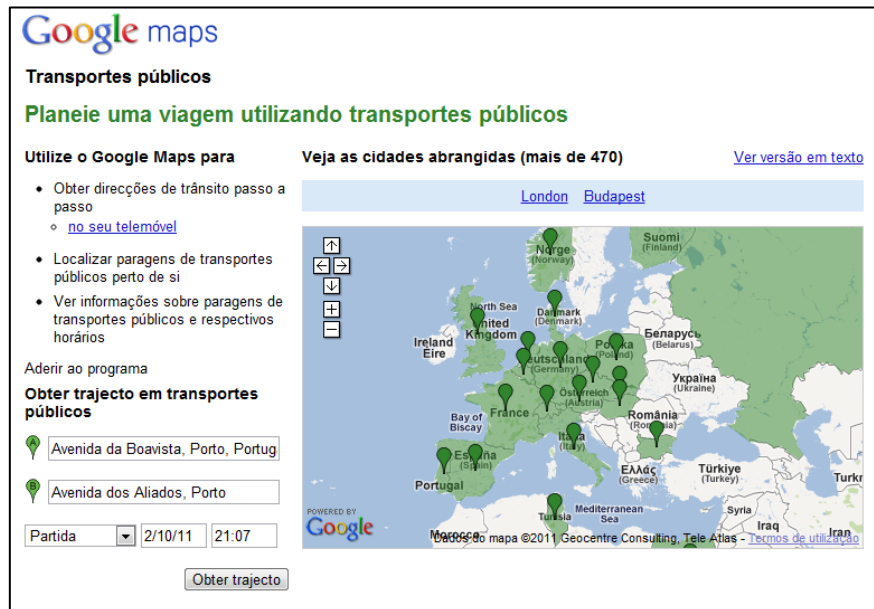 Google maps
Transportes públicos
Planeie uma viagem utilizando transportes públicos
Utilize o Google Maps para
Obter direcções de trânsito passo a
passo
no seu telemóvel
Localizar paragens de transportes
públicos perto de si
Ver informações sobre paragens de
transportes públicos e respectivos
horários
Aderir ao programa
Obter trajecto em transportes
públicos
A
Avenida da Boavista, Porto, Portug
B
Avenida dos Aliados, Porto
Partida
2/10/11
21:07
Obter trajecto
Veja as cidades abrangidas (mais de 470)
Ver versão em texto
London
Budapest
Norge
(Norway)
Suomi
(Finland)
North Sea
United
Kingdom
Danmark
(Denmark)
Ireland
Éire
Беларусь
(Belarus)
Polska
(Poland)
Deutschland
(Germany)
Україна
(Ukraine)
Österreich
(Austria)
France
Bay of
Biscay
România
(Romania)
Italia
(Italy)
España
(Spain)
Portugal
Ελλάς
(Greece)
Türkiye
(Turkey)
Turkr
Tunisia
Mediterranean
Sea
Syria
Iraq
Iran
Morocco
POWERED BY
Google
Dados do mapa ©2011 Geocentre Consulting, Tele Atlas - Termos de utilização